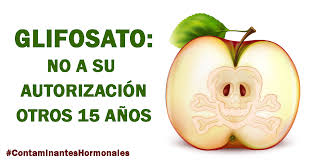 GLIFOSATO:
NO A SU
AUTORIZACIÓN
OTROS 15 AÑOS
#ContaminantesHormonales